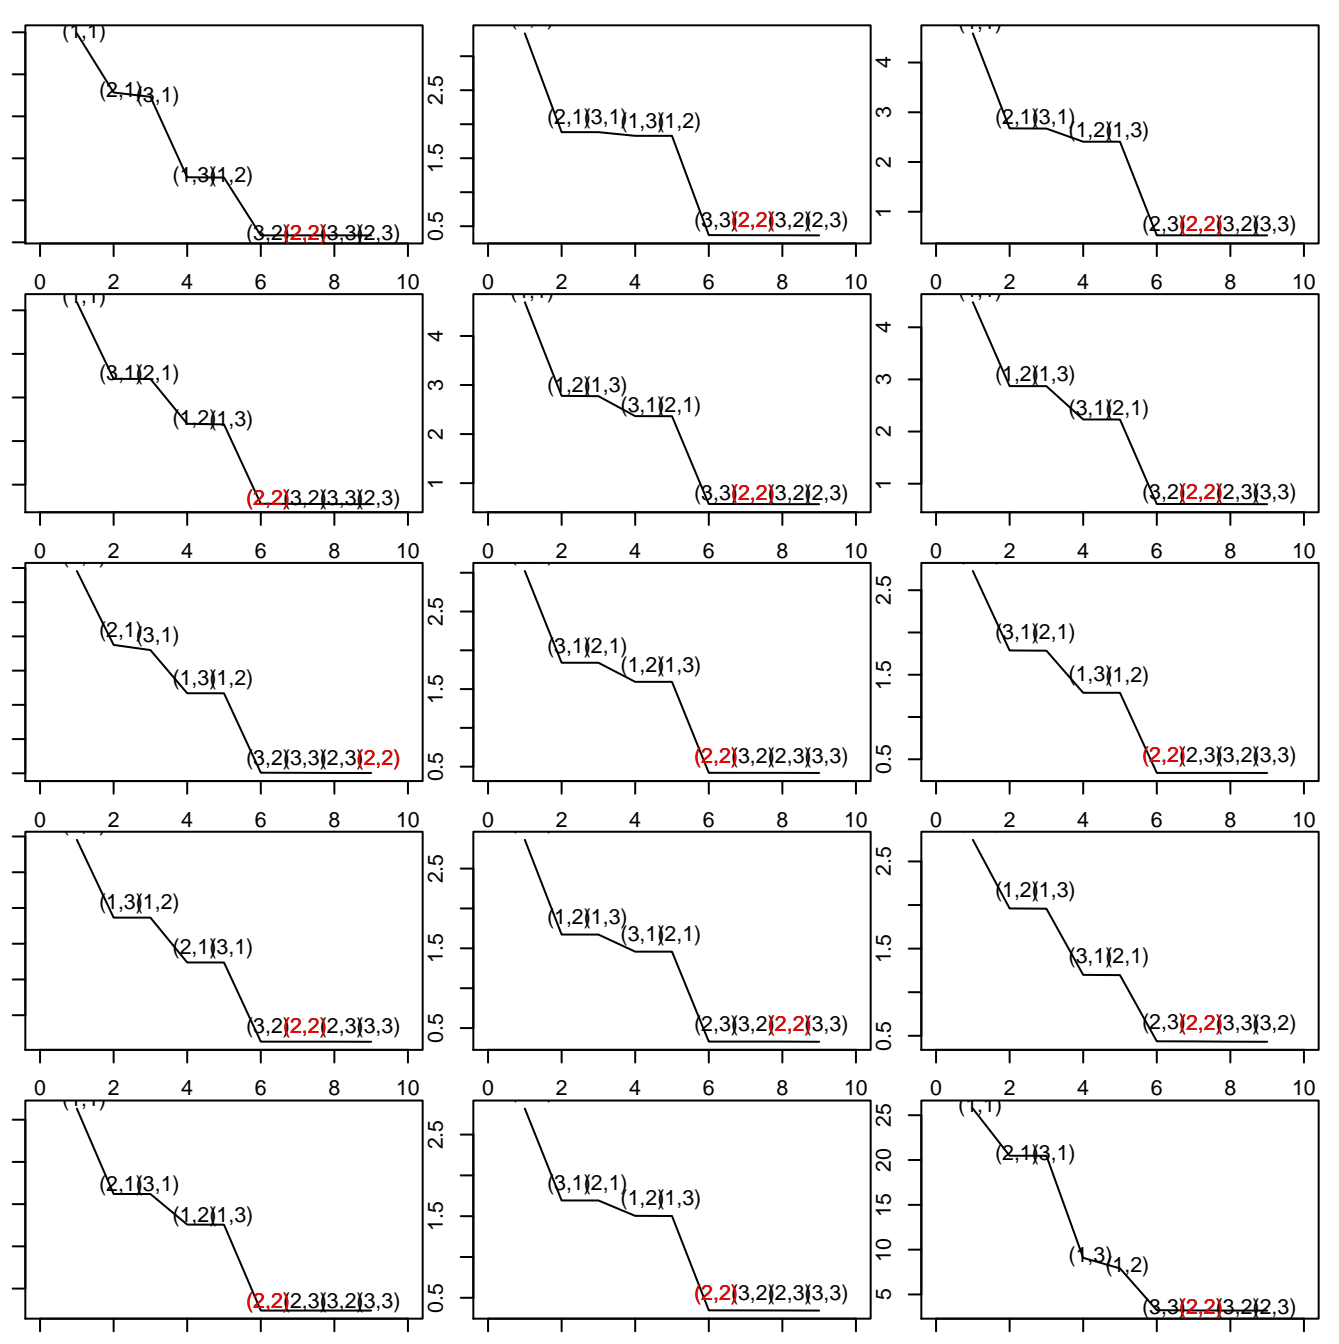 (1,1)
(2,1) (3,1) 2.5 (2,1) (3,1) (1,3) (1,2) 4 (2,1) (3,1) (1,2) (1,3)
(1,3) (1,2) 1.5 3
2
(3,2) (2,2) (3,3) (2,3) 0.5 (3,3) (2,2) (3,2) (2,3) 1 (2,3) (2,2) (3,2) (3,3)
0 2 4 6 8 10 0 2 4 6 8 10 0 2 4 6 8 10
(1,1)
(3,1) (2,1) 4 (1,2) (1,3) 4 (1,2) (1,3)
(1,2) (1,3) 3 (3,1) (2,1) 3 (3,1) (2,1)
2 2
(2,2) (3,2) (3,3) (2,3) 1 (3,3) (2,2) (3,2) (2,3) 1 (3,2) (2,2) (2,3) (3,3)
0 2 4 6 8 10 0 2 4 6 8 10 0 2 4 6 8 10
(2,1) (3,1) 2.5 (3,1) (2,1) 2.5 (3,1) (2,1)
(1,3) (1,2) 1.5 (1,2) (1,3) 1.5 (1,3) (1,2)
(3,2) (3,3) (2,3) (2,2) 0.5 (2,2) (3,2) (2,3) (3,3) 0.5 (2,2) (2,3) (3,2) (3,3)
0 2 4 6 8 10 0 2 4 6 8 10 0 2 4 6 8 10
(1,3) (1,2) 2.5 (1,2) (1,3) 2.5 (1,2) (1,3)
(2,1) (3,1) 1.5 (3,1) (2,1) 1.5 (3,1) (2,1)
(3,2) (2,2) (2,3) (3,3) 0.5 (2,3) (3,2) (2,2) (3,3) 0.5 (2,3) (2,2) (3,3) (3,2)
0 2 4 6 8 10 0 2 4 6 8 10 0 2 4 6 8 10
(1,1) (1,1)
(2,1) (3,1) 2.5 (3,1) (2,1) 25 20 (2,1) (3,1)
(1,2) (1,3) 1.5 (1,2) (1,3) 15 10 (1,3) (1,2)
(2,2) (2,3) (3,2) (3,3) 0.5 (2,2) (3,2) (2,3) (3,3) 5 (3,3) (2,2) (3,2) (2,3)